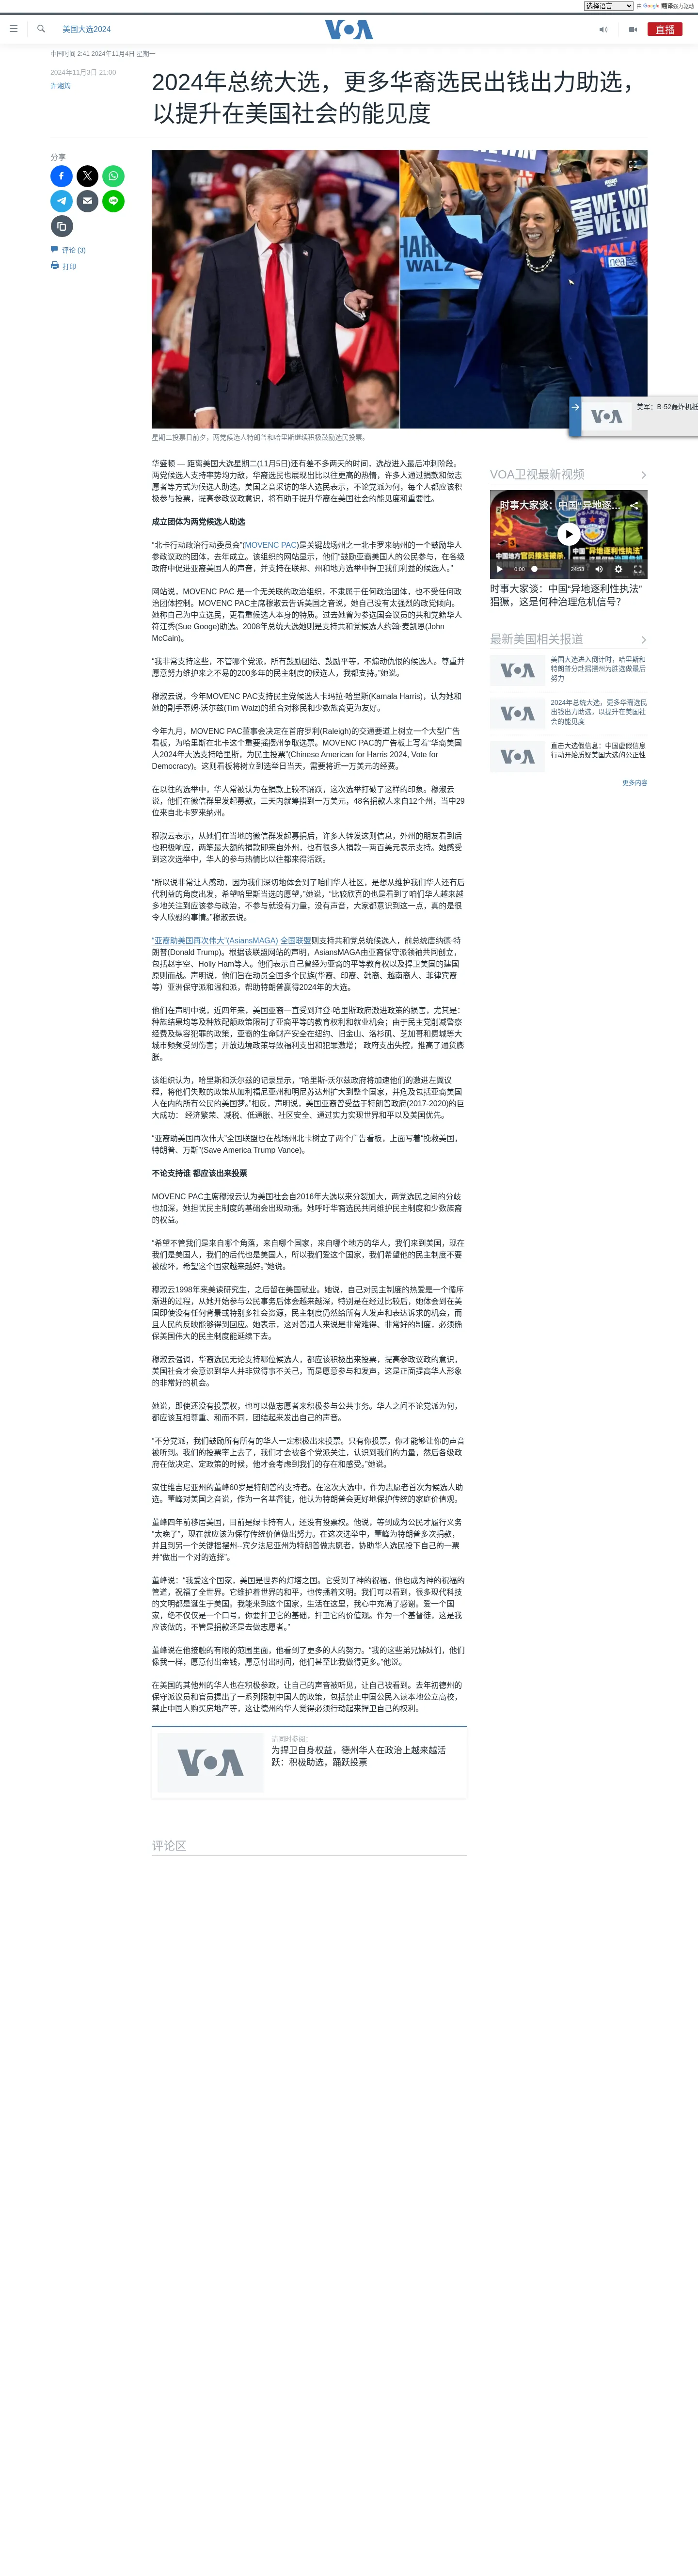 选择语言
由 Google 翻译强力驱动
美国大选2024
VOA
直播
中国时间 2:41 2024年11月4日 星期一
2024年11月3日 21:00
许湘筠
2024年总统大选，更多华裔选民出钱出力助选，
以提升在美国社会的能见度
分享
评论 (3)
打印
星期二投票日前夕，两党候选人特朗普和哈里斯继续积极鼓励选民投票。
美军：B-52轰炸机抵
华盛顿 — 距离美国大选星期二(11月5日)还有差不多两天的时间，选战进入最后冲刺阶段。
两党候选人支持率势均力敌，华裔选民也展现出比以往更高的热情，许多人通过捐款和做志
愿者等方式为候选人助选。美国之音采访的华人选民表示，不论党派为何，每个人都应该积
极参与投票，提高参政议政意识，将有助于提升华裔在美国社会的能见度和重要性。
成立团体为两党候选人助选
“北卡行动政治行动委员会”(MOVENC PAC)是关键战场州之一北卡罗来纳州的一个鼓励华人
参政议政的团体，去年成立。该组织的网站显示，他们“鼓励亚裔美国人的公民参与，在各级
政府中促进亚裔美国人的声音，并支持在联邦、州和地方选举中捍卫我们利益的候选人。”
网站说，MOVENC PAC 是一个无关联的政治组织，不隶属于任何政治团体，也不受任何政
治团体控制。MOVENC PAC主席穆淑云告诉美国之音说，她自己没有太强烈的政党倾向。
她称自己为中立选民，更看重候选人本身的特质。过去她曾为参选国会议员的共和党籍华人
符江秀(Sue Googe)助选。2008年总统大选她则是支持共和党候选人约翰·麦凯恩(John
McCain)。
“我非常支持这些，不管哪个党派，所有鼓励团结、鼓励平等，不煽动仇恨的候选人。尊重并
愿意努力维护来之不易的200多年的民主制度的候选人，我都支持。”她说。
穆淑云说，今年MOVENC PAC支持民主党候选人卡玛拉·哈里斯(Kamala Harris)，认为她和
她的副手蒂姆·沃尔兹(Tim Walz)的组合对移民和少数族裔更为友好。
今年九月，MOVENC PAC董事会决定在首府罗利(Raleigh)的交通要道上树立一个大型广告
看板，为哈里斯在北卡这个重要摇摆州争取选票。MOVENC PAC的广告板上写着“华裔美国
人2024年大选支持哈里斯，为民主投票”(Chinese American for Harris 2024, Vote for
Democracy)。这则看板将树立到选举日当天，需要将近一万美元的经费。
在以往的选举中，华人常被认为在捐款上较不踊跃，这次选举打破了这样的印象。穆淑云
说，他们在微信群里发起募款，三天内就筹措到一万美元，48名捐款人来自12个州，当中29
位来自北卡罗来纳州。
穆淑云表示，从她们在当地的微信群发起募捐后，许多人转发这则信息，外州的朋友看到后
也积极响应，两笔最大额的捐款即来自外州，也有很多人捐款一两百美元表示支持。她感受
到这次选举中，华人的参与热情比以往都来得活跃。
“所以说非常让人感动，因为我们深切地体会到了咱们华人社区，是想从维护我们华人还有后
代利益的角度出发，希望哈里斯当选的愿望，”她说，“比较欣喜的也是看到了咱们华人越来越
多地关注到应该参与政治，不参与就没有力量，没有声音，大家都意识到这一点，真的是很
令人欣慰的事情。”穆淑云说。
“亚裔助美国再次伟大”(AsiansMAGA) 全国联盟则支持共和党总统候选人，前总统唐纳德·特
朗普(Donald Trump)。根据该联盟网站的声明，AsiansMAGA由亚裔保守派领袖共同创立，
包括赵宇空、Holly Ham等人。他们表示自己曾经为亚裔的平等教育权以及捍卫美国的建国
原则而战。声明说，他们旨在动员全国多个民族(华裔、印裔、韩裔、越南裔人、菲律宾裔
等）亚洲保守派和温和派，帮助特朗普赢得2024年的大选。
他们在声明中说，近四年来，美国亚裔一直受到拜登-哈里斯政府激进政策的损害，尤其是：
种族结果均等及种族配额政策限制了亚裔平等的教育权利和就业机会；由于民主党削减警察
经费及纵容犯罪的政策，亚裔的生命财产安全在纽约、旧金山、洛杉矶、芝加哥和费城等大
城市频频受到伤害；开放边境政策导致福利支出和犯罪激增； 政府支出失控，推高了通货膨
胀。
该组织认为，哈里斯和沃尔兹的记录显示，“哈里斯-沃尔兹政府将加速他们的激进左翼议
程，将他们失败的政策从加利福尼亚州和明尼苏达州扩大到整个国家，并危及包括亚裔美国
人在内的所有公民的美国梦。”相反，声明说，美国亚裔曾受益于特朗普政府(2017-2020)的巨
大成功： 经济繁荣、减税、低通胀、社区安全、通过实力实现世界和平以及美国优先。
“亚裔助美国再次伟大”全国联盟也在战场州北卡树立了两个广告看板，上面写着“挽救美国，
特朗普、万斯”(Save America Trump Vance)。
不论支持谁 都应该出来投票
MOVENC PAC主席穆淑云认为美国社会自2016年大选以来分裂加大，两党选民之间的分歧
也加深，她担忧民主制度的基础会出现动摇。她呼吁华裔选民共同维护民主制度和少数族裔
的权益。
“希望不管我们是来自哪个角落，来自哪个国家，来自哪个地方的华人，我们来到美国，现在
我们是美国人，我们的后代也是美国人，所以我们爱这个国家，我们希望他的民主制度不要
被破坏，希望这个国家越来越好。”她说。
穆淑云1998年来美读研究生，之后留在美国就业。她说，自己对民主制度的热爱是一个循序
渐进的过程，从她开始参与公民事务后体会越来越深，特别是在经过比较后，她体会到在美
国即使没有任何背景或特别多社会资源，民主制度仍然给所有人发声和表达诉求的机会，而
且人民的反映能够得到回应。她表示，这对普通人来说是非常难得、非常好的制度，必须确
保美国伟大的民主制度能延续下去。
穆淑云强调，华裔选民无论支持哪位候选人，都应该积极出来投票，提高参政议政的意识，
美国社会才会意识到华人并非觉得事不关己，而是愿意参与和发声，这是正面提高华人形象
的非常好的机会。
她说，即使还没有投票权，也可以做志愿者来积极参与公共事务。华人之间不论党派为何，
都应该互相尊重、和而不同，团结起来发出自己的声音。
“不分党派，我们鼓励所有所有的华人一定积极出来投票。只有你投票，你才能够让你的声音
被听到。我们的投票率上去了，我们才会被各个党派关注，认识到我们的力量，然后各级政
府在做决定、定政策的时候，他才会考虑到我们的存在和感受。”她说。
家住维吉尼亚州的董峰60岁是特朗普的支持者。在这次大选中，作为志愿者首次为候选人助
选。董峰对美国之音说，作为一名基督徒，他认为特朗普会更好地保护传统的家庭价值观。
董峰四年前移居美国，目前是绿卡持有人，还没有投票权。他说，等到成为公民才履行义务
“太晚了”，现在就应该为保存传统价值做出努力。在这次选举中，董峰为特朗普多次捐款，
并且到另一个关键摇摆州--宾夕法尼亚州为特朗普做志愿者，协助华人选民投下自己的一票
并“做出一个对的选择”。
董峰说：“我爱这个国家，美国是世界的灯塔之国。它受到了神的祝福，他也成为神的祝福的
管道，祝福了全世界。它维护着世界的和平，也传播着文明。我们可以看到，很多现代科技
的文明都是诞生于美国。我能来到这个国家，生活在这里，我心中充满了感谢。爱一个国
家，绝不仅仅是一个口号，你要扞卫它的基础，扞卫它的价值观。作为一个基督徒，这是我
应该做的，不管是捐款还是去做志愿者。”
董峰说在他接触的有限的范围里面，他看到了更多的人的努力。“我的这些弟兄姊妹们，他们
像我一样，愿意付出金钱，愿意付出时间，他们甚至比我做得更多。”他说。
在美国的其他州的华人也在积极参政，让自己的声音被听见，让自己被看到。去年初德州的
保守派议员和官员提出了一系列限制中国人的政策，包括禁止中国公民入读本地公立高校，
禁止中国人购买房地产等，这让德州的华人觉得必须行动起来捍卫自己的权利。
VOA
请同时参阅：
为捍卫自身权益，德州华人在政治上越来越活
跃：积极助选，踊跃投票
评论区
VOA卫视最新视频
时事大家谈：中国“异地逐...
0:00
24:53
时事大家谈：中国“异地逐利性执法”
猖獗，这是何种治理危机信号？
最新美国相关报道
VOA
美国大选进入倒计时，哈里斯和
特朗普分赴摇摆州为胜选做最后
努力
VOA
2024年总统大选，更多华裔选民
出钱出力助选，以提升在美国社
会的能见度
VOA
直击大选假信息：中国虚假信息
行动开始质疑美国大选的公正性
更多内容